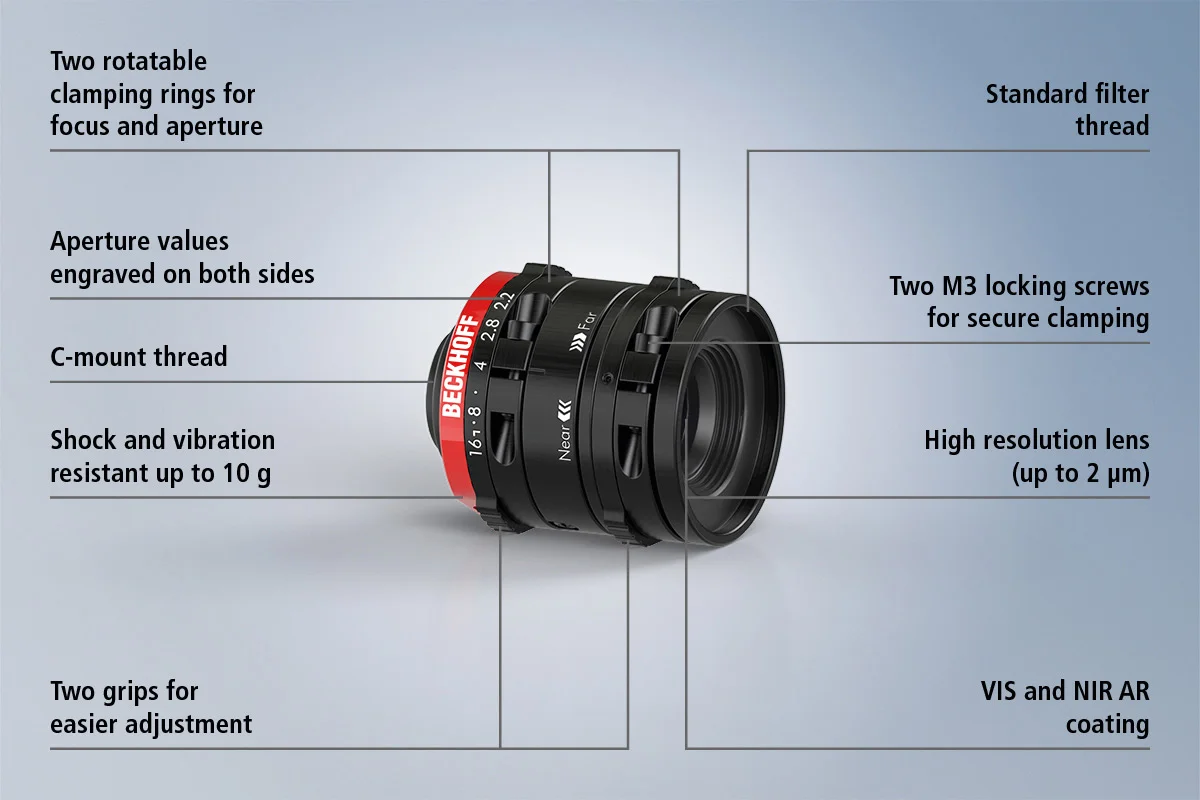 Two rotatable
clamping rings for
focus and aperture
Standard filter
thread
Aperture values
engraved on both sides
Two M3 locking screws
for secure clamping
C-mount thread
Shock and vibration
resistant up to 10 g
High resolution lens
(up to 2 µm)
Two grips for
easier adjustment
VIS and NIR AR
coating
BECKHOFF
16 · 8 · 4 2.8 2.2
Near
Far